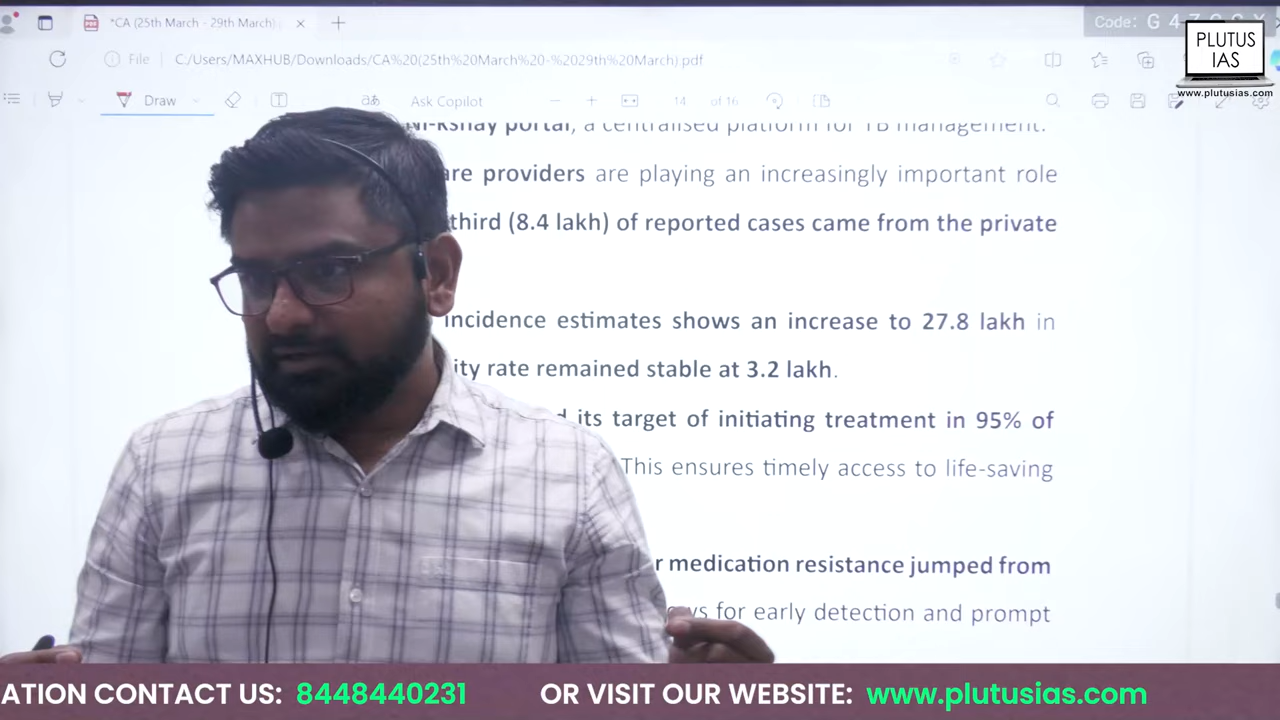 *CA (25th March - 29th March)
Code: G 4
PLUTUS
IAS
www.plutusias.com
File C:/Users/MAXHUB/Downloads/CA%20(25th%20March%20-%2029th%20March).pdf
Draw Ask Copilot 14 of 16
Ni-kshay portal, a centralised platform for TB management.
are providers are playing an increasingly important role
third (8.4 lakh) of reported cases came from the private
incidence estimates shows an increase to 27.8 lakh in
ity rate remained stable at 3.2 lakh.
its target of initiating treatment in 95% of
This ensures timely access to life-saving
r medication resistance jumped from
ows for early detection and prompt
ATION CONTACT US: 8448440231 OR VISIT OUR WEBSITE: www.plutusias.com